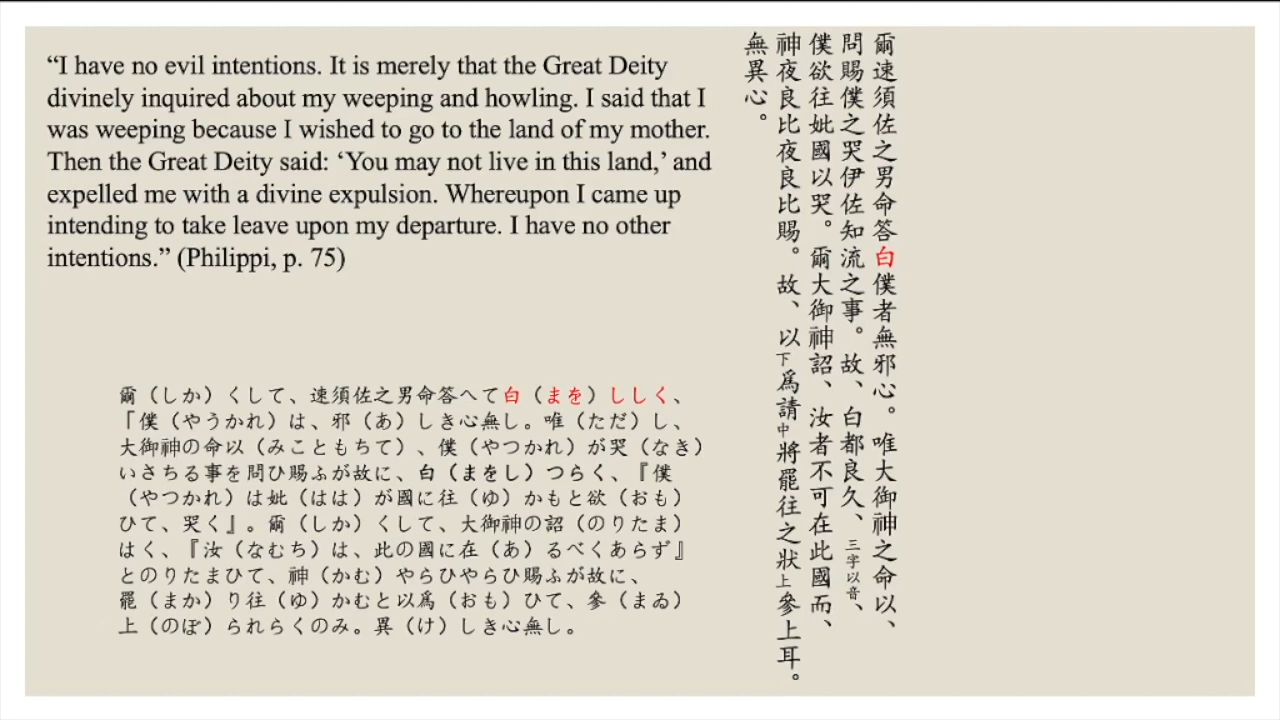 “I have no evil intentions. It is merely that the Great Deity
divinely inquired about my weeping and howling. I said that I
was weeping because I wished to go to the land of my mother.
Then the Great Deity said: ‘You may not live in this land,’ and
expelled me with a divine expulsion. Whereupon I came up
intending to take leave upon my departure. I have no other
intentions.” (Philippi, p. 75)
爾（しか）くして、速須佐之男命答へて白（まを）ししく、
「僕（やうかれ）は、邪（あ）しき心無し。唯（ただ）し、
大御神の命以（みこともちて）、僕（やつかれ）が哭（なき）
いさちる事を問ひ賜ふが故に、白（まをし）つらく、『僕
（やつかれ）は妣（はは）が國に往（ゆ）かもと欲（おも）
ひて、哭く』。爾（しか）くして、大御神の詔（のりたま）
はく、『汝（なむち）は、此の國に在（あ）るべくあらず』
とのりたまひて、神（かむ）やらひやらひ賜ふが故に、
罷（まか）り往（ゆ）かむと以爲（おも）ひて、參（まゐ）
上（のぼ）られらくのみ。異（け）しき心無し。
爾速須佐之男命答白僕者無邪心。唯大御神之命以、
問賜僕之哭伊佐知流之事。故、白都良久、三字以音、
僕欲往妣國以哭。爾大御神詔、汝者不可在此國而、
神夜良比夜良比賜。故、以下爲請中將罷往之狀上參上耳。
無異心。